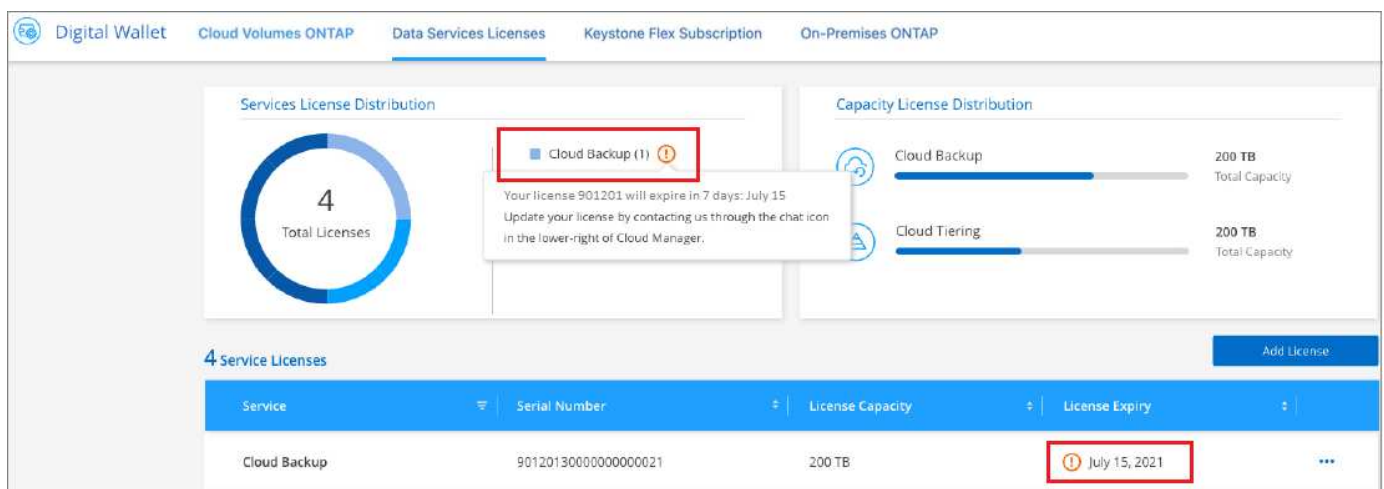 Digital Wallet
Cloud Volumes ONTAP
Data Services Licenses
Keystone Flex Subscription
On-Premises ONTAP
Services License Distribution
4
Total Licenses
Cloud Backup (1)
Your license 901201 will expire in 7 days: July 15
Update your license by contacting us through the chat icon
in the lower-right of Cloud Manager.
Capacity License Distribution
Cloud Backup
200 TB
Total Capacity
Cloud Tiering
200 TB
Total Capacity
4 Service Licenses
Add License
Service
Serial Number
License Capacity
License Expiry
Cloud Backup
90120130000000000021
200 TB
July 15, 2021